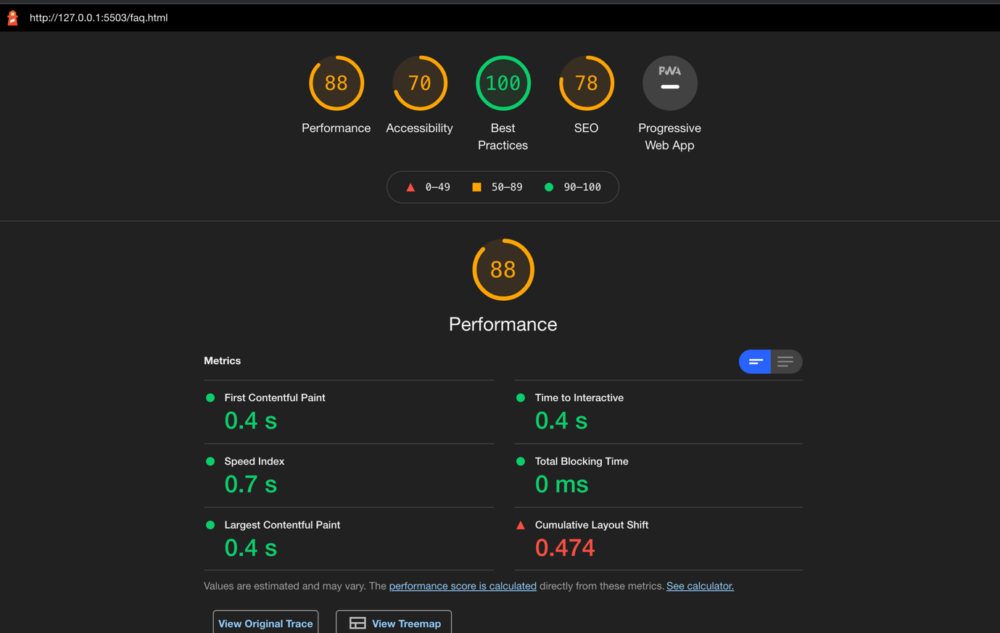 http://127.0.0.1:5503/faq.html
88 70 100 78 PWA
Performance Accessibility Best Practices SEO Progressive Web App
0–49 50–89 90–100
88
Performance
Metrics
First Contentful Paint
0.4 s
Time to Interactive
0.4 s
Speed Index
0.7 s
Total Blocking Time
0 ms
Largest Contentful Paint
0.4 s
Cumulative Layout Shift
0.474
Values are estimated and may vary. The performance score is calculated directly from these metrics. See calculator.
View Original Trace View Treemap